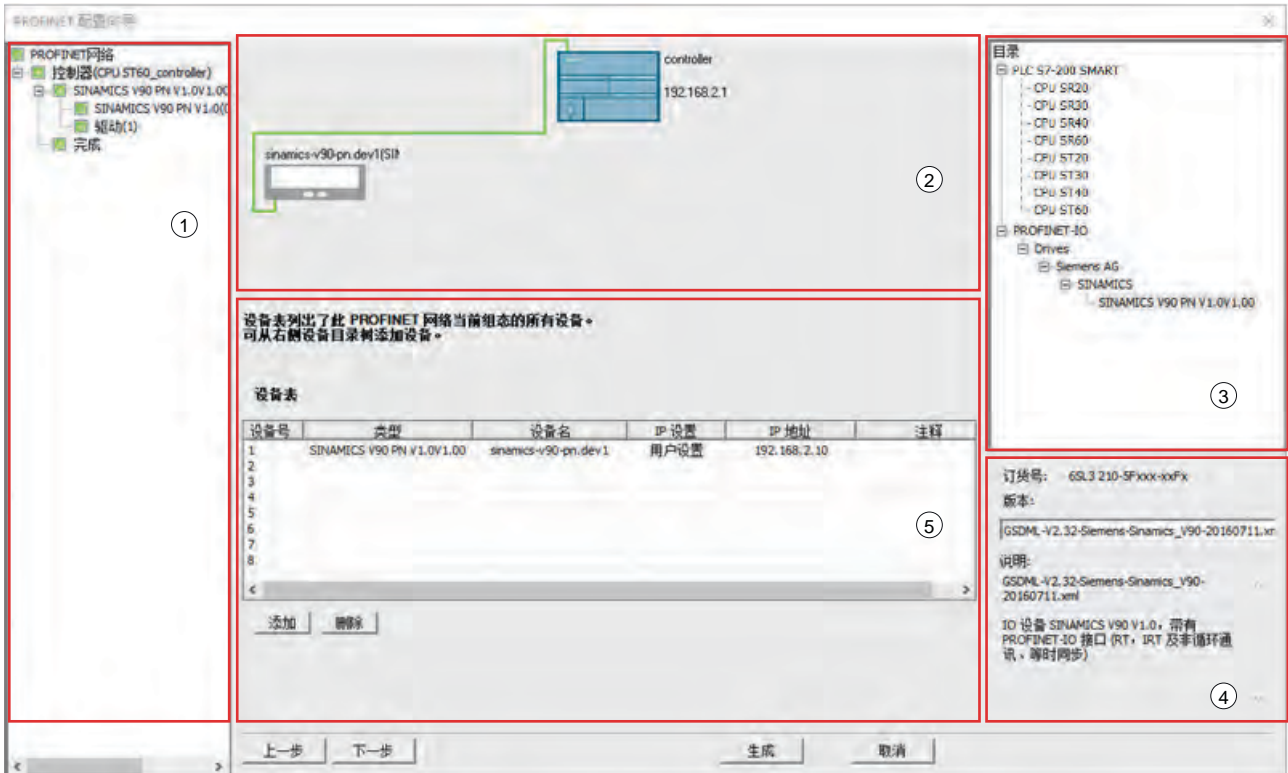 PROFINET 配置向导
PROFINET网络
控制器(CPU ST60_controller)
SINAMICS V90 PN V1.0V1.00
SINAMICS V90 PN V1.0(0
驱动(1)
完成
①
controller
192.168.2.1
sinamics-v90-pn.dev1(SIN
②
目录
PLC S7-200 SMART
CPU SR20
CPU SR30
CPU SR40
CPU SR60
CPU ST20
CPU ST30
CPU ST40
CPU ST60
PROFINET-IO
Drives
Siemens AG
SINAMICS
SINAMICS V90 PN V1.0V1.00
③
设备表列出了此 PROFINET 网络当前组态的所有设备。
可从右侧设备目录树添加设备。
设备表
设备号 类型 设备名 IP 设置 IP 地址 注释
1 SINAMICS V90 PN V1.0V1.00 sinamics-v90-pn.dev1 用户设置 192.168.2.10
2
3
4
5
6
7
8
⑤
添加 删除
订货号: 6SL3 210-5Fxxx-xxFx
版本:
GSDML-V2.32-Siemens-Sinamics_V90-20160711.xm
说明:
GSDML-V2.32-Siemens-Sinamics_V90-
20160711.xml
IO 设备 SINAMICS V90 V1.0，带有
PROFINET-IO 接口 (RT，IRT 及非循环通
讯、等时同步)
④
上一步 下一步 生成 取消